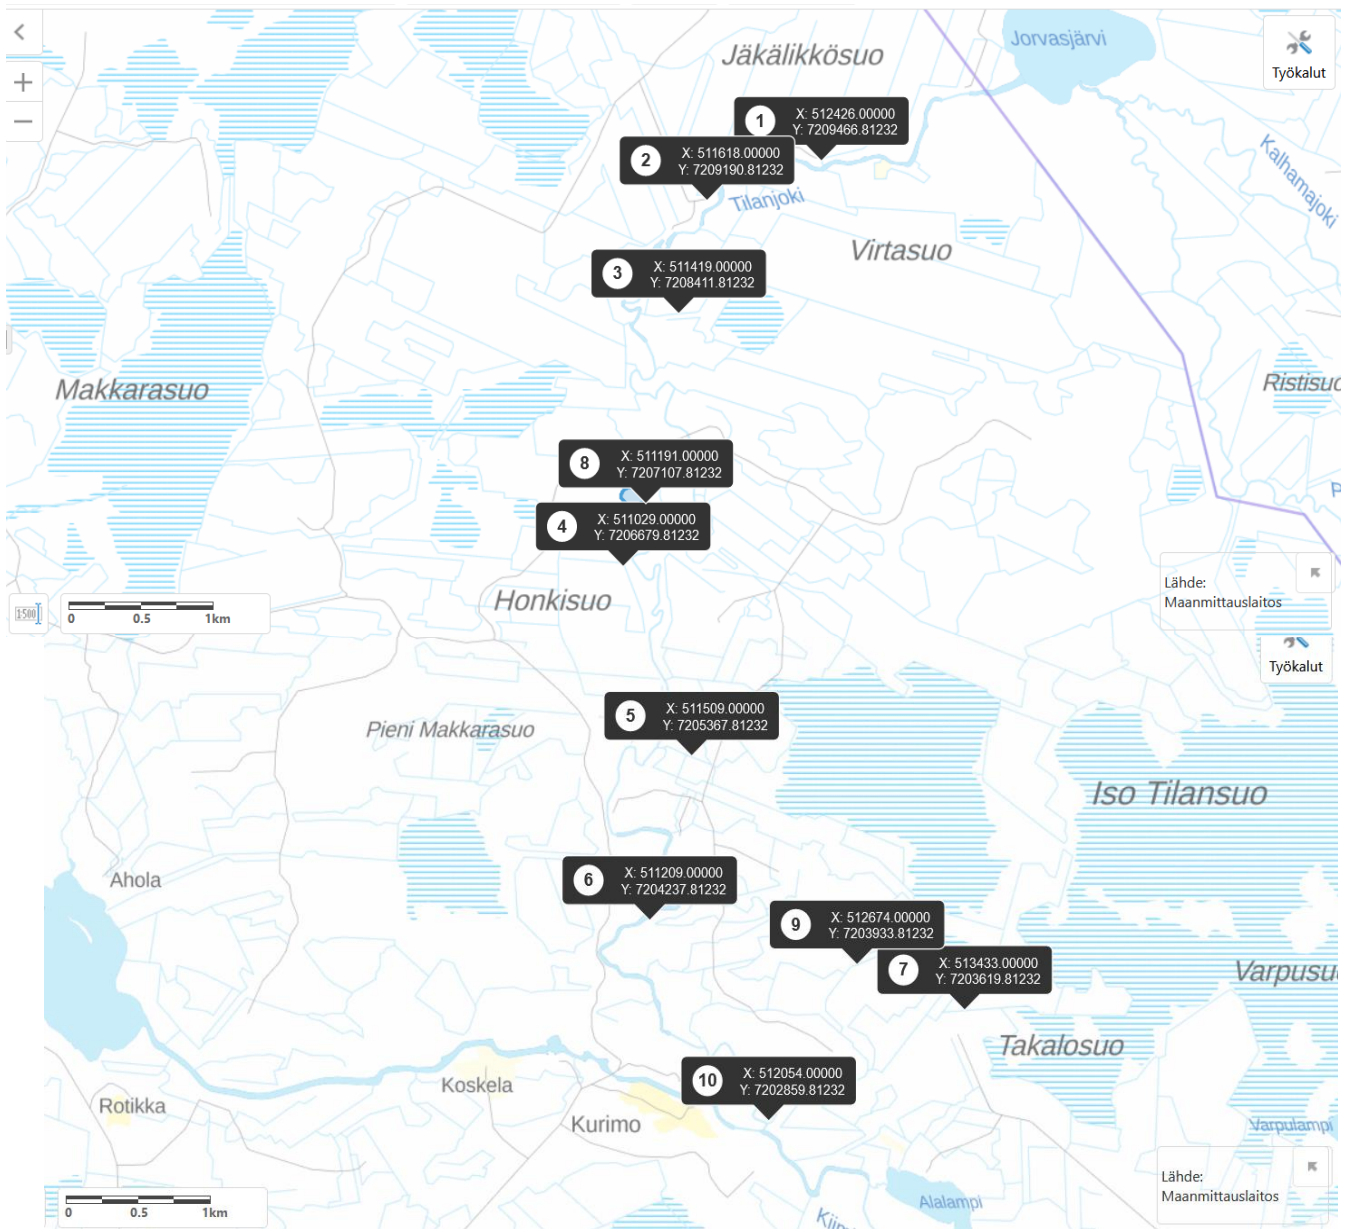 Jorvasjärvi
Jäkälikkösuo
Työkalut
1
X: 512426.00000
Y: 7209466.81232
2
X: 511618.00000
Y: 7209190.81232
Kalhamajoki
Tilanjoki
Virtasuo
3
X: 511419.00000
Y: 7208411.81232
Makkarasuo
Ristisuo
8
X: 511191.00000
Y: 7207107.81232
4
X: 511029.00000
Y: 7206679.81232
Lähde:
Maanmittauslaitos
Honkisuo
1:500
0 0.5 1km
Työkalut
5
X: 511509.00000
Y: 7205367.81232
Pieni Makkarasuo
Iso Tilansuo
Ahola
6
X: 511209.00000
Y: 7204237.81232
9
X: 512674.00000
Y: 7203933.81232
7
X: 513433.00000
Y: 7203619.81232
Varpusu
Takalosuo
Koskela
10
X: 512054.00000
Y: 7202859.81232
Rotikka
Kurimo
Varpulampi
Lähde:
Maanmittauslaitos
0 0.5 1km
Alalampi